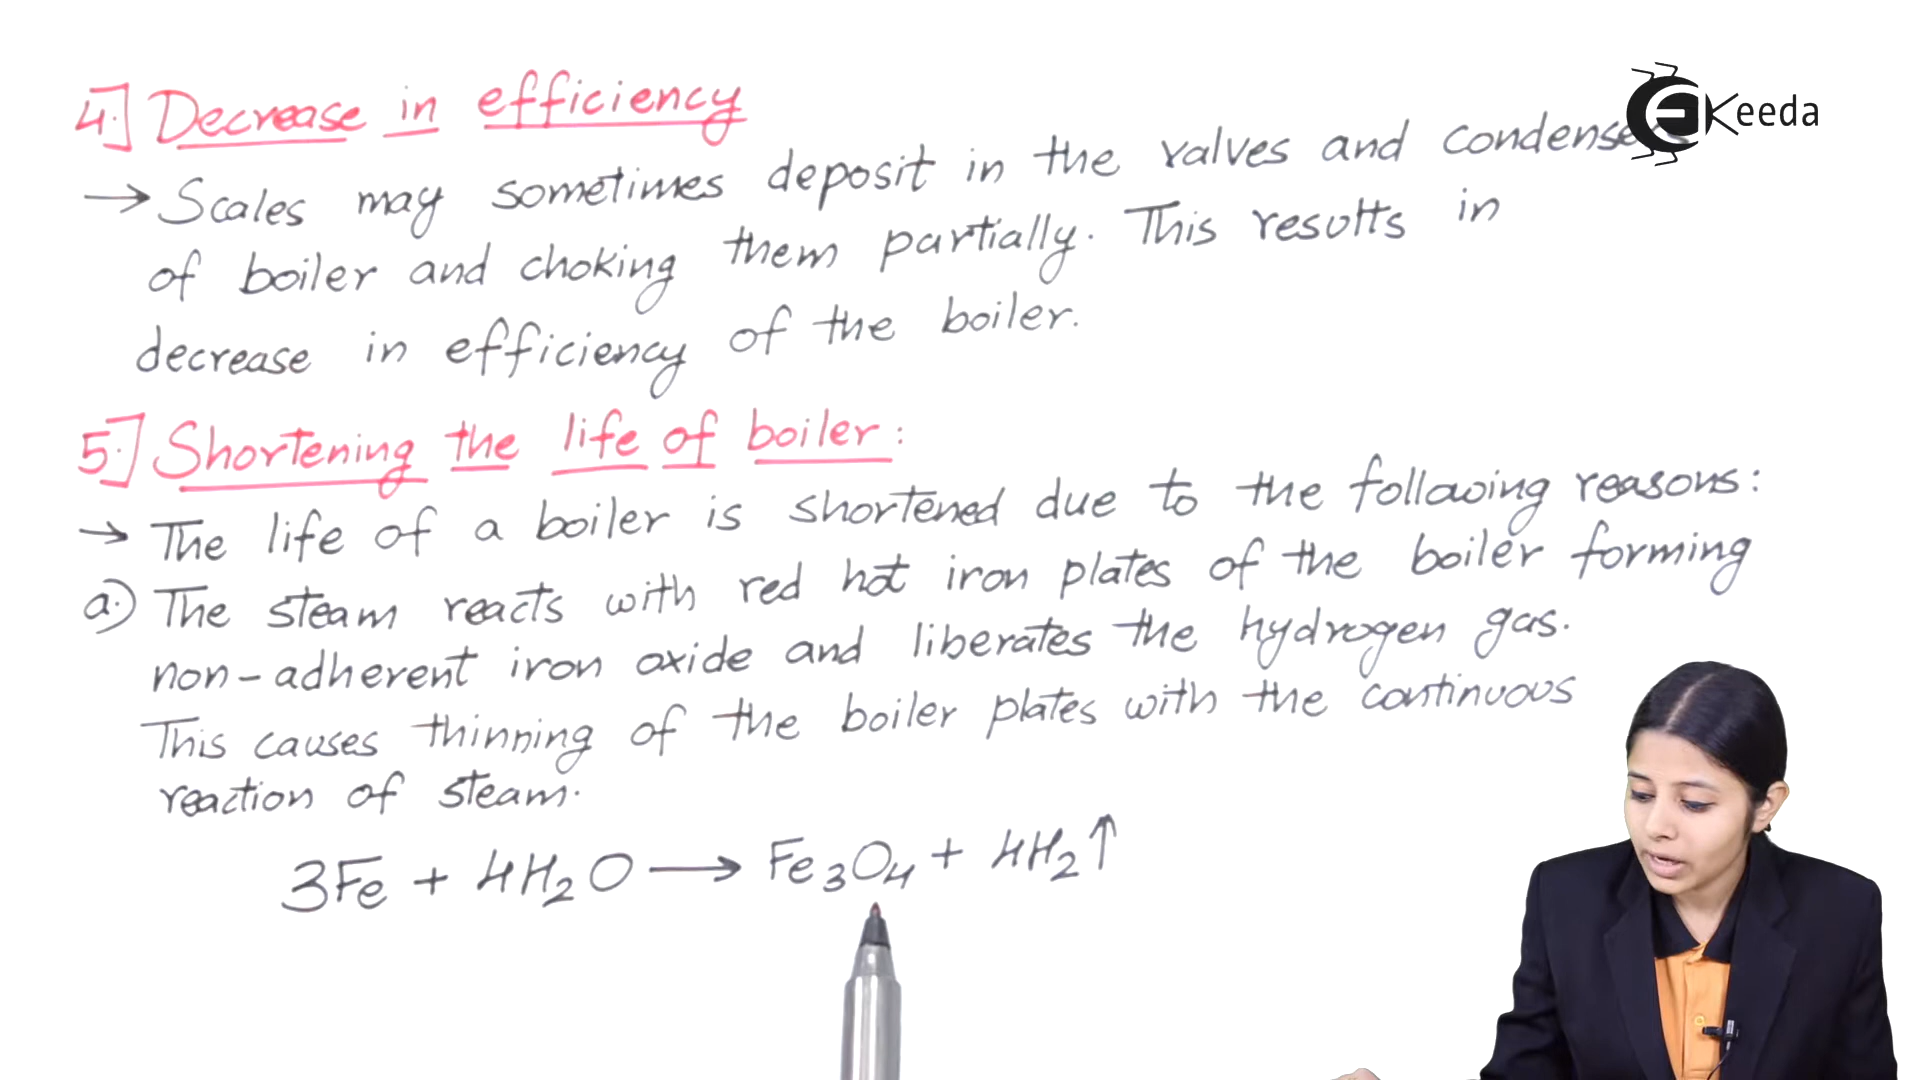 4.] Decrease in efficiency
Keeda
→ Scales may sometimes deposit in the valves and condensers
of boiler and choking them partially. This results in
decrease in efficiency of the boiler.
5.] Shortening the life of boiler:
→ The life of a boiler is shortened due to the following reasons:
a.) The steam reacts with red hot iron plates of the boiler forming
non-adherent iron oxide and liberates the hydrogen gas.
This causes thinning of the boiler plates with the continuous
reaction of steam.
3Fe + 4H₂O ⟶ Fe₃O₄ + 4H₂↑